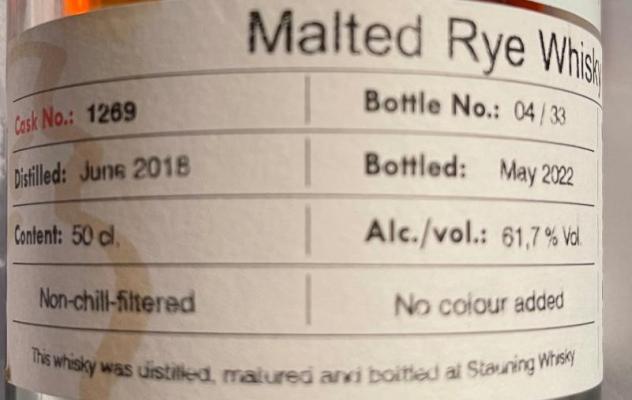 Malted Rye Whisky
Cask No.: 1269 Bottle No.: 04 / 33
Distilled: June 2018 Bottled: May 2022
Content: 50 cl. Alc./vol.: 61,7 % Vol.
Non-chill-filtered No colour added
This whisky was distilled, matured and bottled at Stauning Whisky